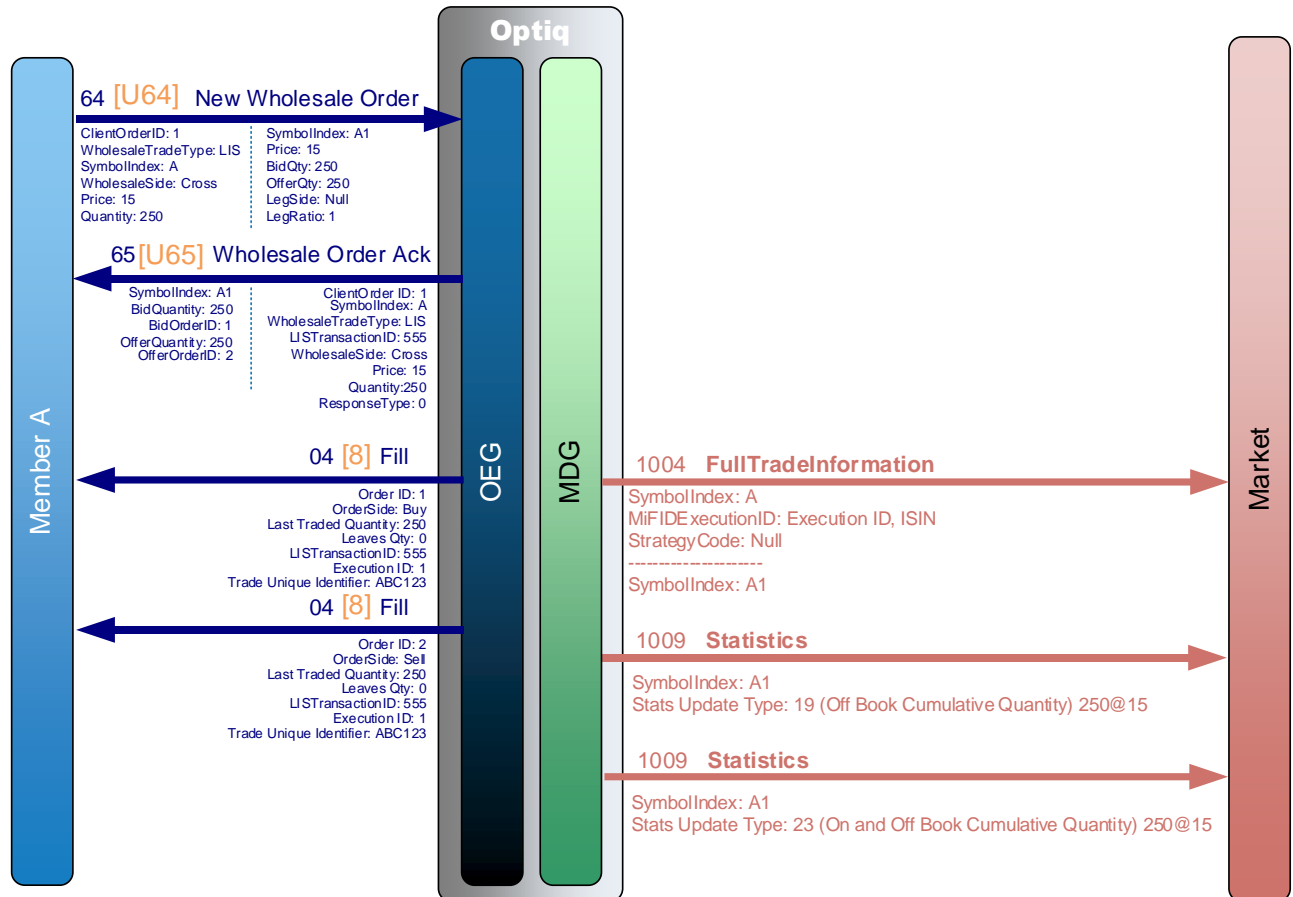 Optiq
64 [U64] New Wholesale Order
ClientOrderID: 1
WholesaleTradeType: LIS
SymbolIndex: A
WholesaleSide: Cross
Price: 15
Quantity: 250
SymbolIndex: A1
Price: 15
BidQty: 250
OfferQty: 250
LegSide: Null
LegRatio: 1
65 [U65] Wholesale Order Ack
SymbolIndex: A1
BidQuantity: 250
BidOrderID: 1
OfferQuantity: 250
OfferOrderID: 2
ClientOrder ID: 1
SymbolIndex: A
WholesaleTradeType: LIS
LISTransactionID: 555
WholesaleSide: Cross
Price: 15
Quantity:250
ResponseType: 0
Member A
OEG
MDG
Market
04 [8] Fill
Order ID: 1
OrderSide: Buy
Last Traded Quantity: 250
Leaves Qty: 0
LISTransactionID: 555
Execution ID: 1
Trade Unique Identifier: ABC123
04 [8] Fill
Order ID: 2
OrderSide: Sell
Last Traded Quantity: 250
Leaves Qty: 0
LISTransactionID: 555
Execution ID: 1
Trade Unique Identifier: ABC123
1004 FullTradeInformation
SymbolIndex: A
MiFIDExecutionID: Execution ID, ISIN
StrategyCode: Null
----------------------
SymbolIndex: A1
1009 Statistics
SymbolIndex: A1
Stats Update Type: 19 (Off Book Cumulative Quantity) 250@15
1009 Statistics
SymbolIndex: A1
Stats Update Type: 23 (On and Off Book Cumulative Quantity) 250@15